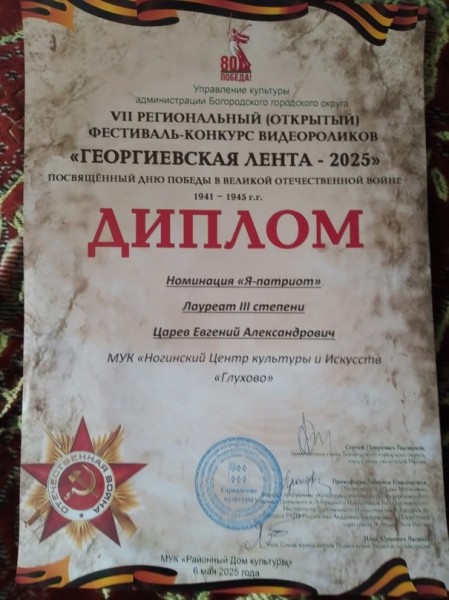 80
ПОБЕДА!
Управление культуры
администрации Богородского городского округа
VII РЕГИОНАЛЬНЫЙ (ОТКРЫТЫЙ)
ФЕСТИВАЛЬ-КОНКУРС ВИДЕОРОЛИКОВ
«ГЕОРГИЕВСКАЯ ЛЕНТА - 2025»
ПОСВЯЩЁННЫЙ ДНЮ ПОБЕДЫ В ВЕЛИКОЙ ОТЕЧЕСТВЕННОЙ ВОЙНЕ
1941 – 1945 г.г.
ДИПЛОМ
Номинация «Я-патриот»
Лауреат III степени
Царев Евгений Александрович
МУК «Ногинский Центр культуры и Искусств
«Глухово»
ОТЕЧЕСТВЕННАЯ ВОЙНА
Управление
культуры
МУК «Районный Дом культуры»
6 мая 2025 года